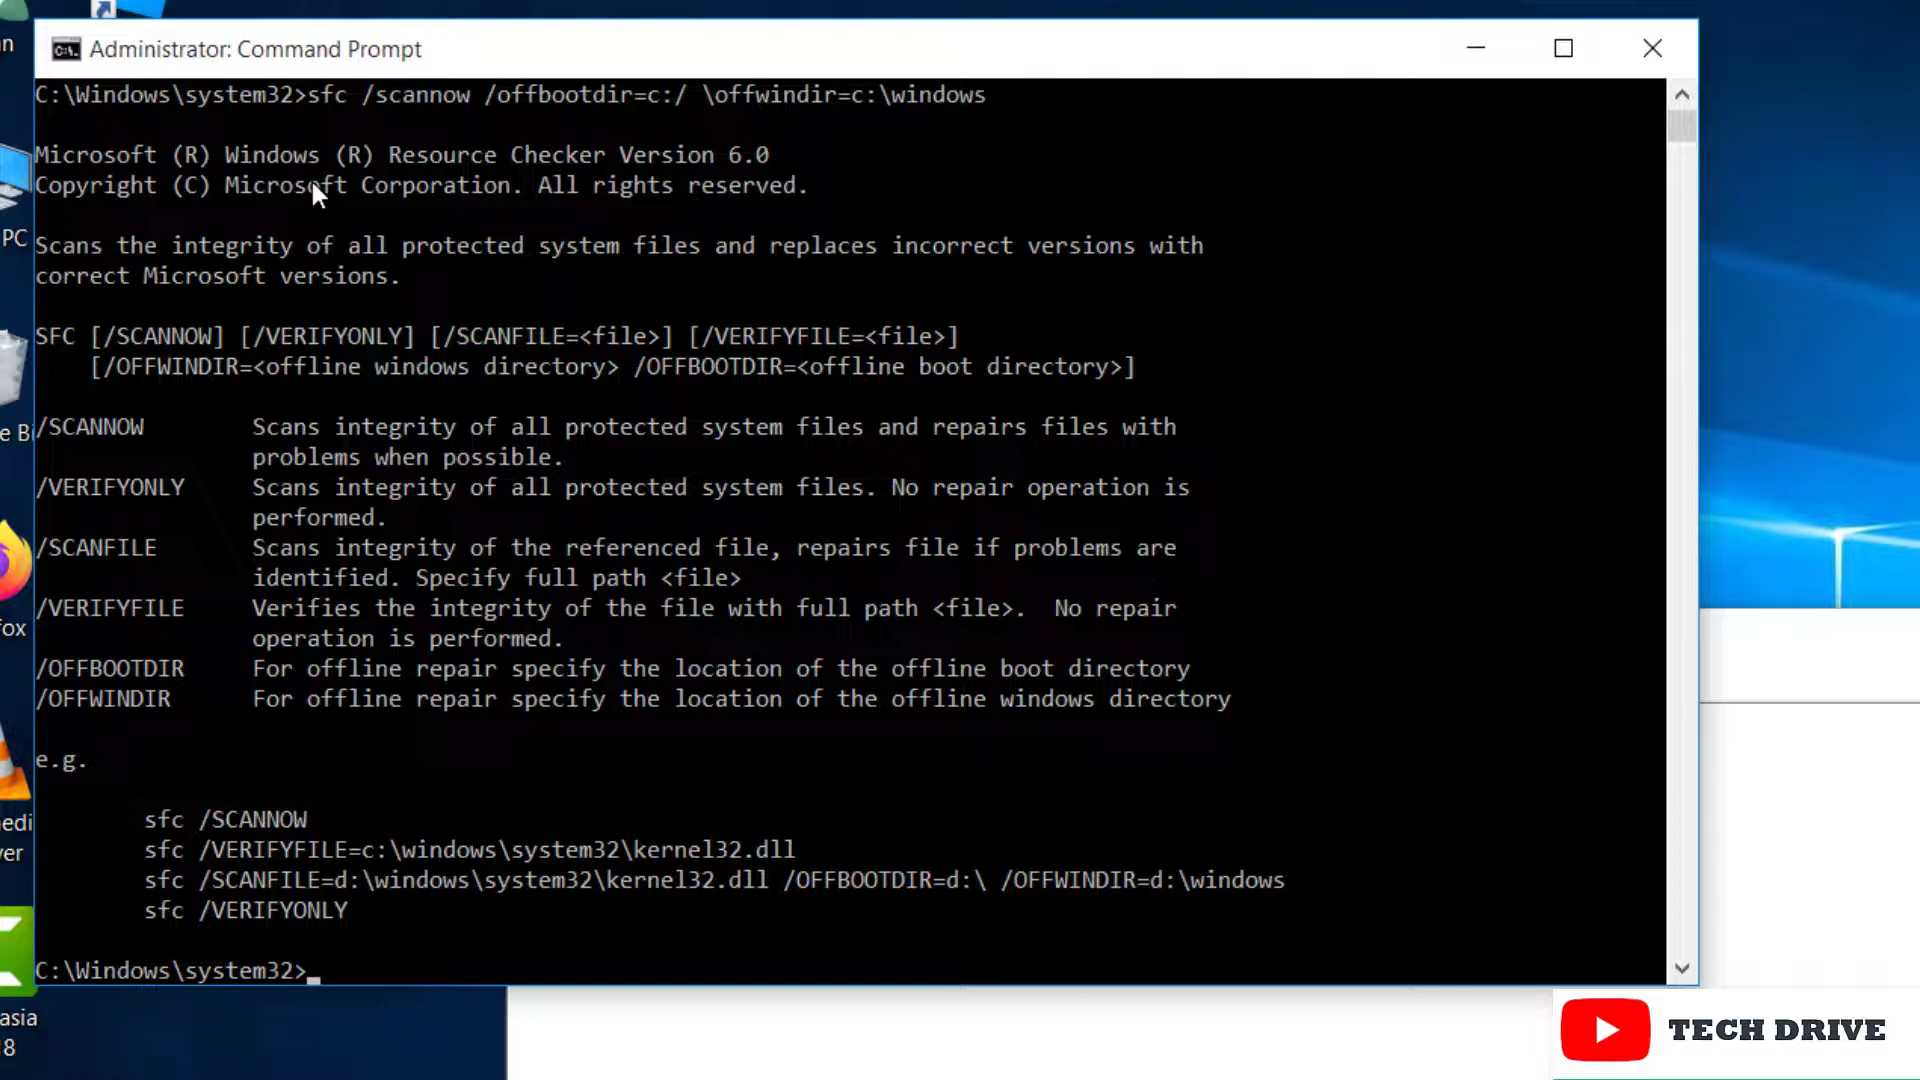 Administrator: Command Prompt
C:\Windows\system32>sfc /scannow /offbootdir=c:/ \offwindir=c:\windows
Microsoft (R) Windows (R) Resource Checker Version 6.0
Copyright (C) Microsoft Corporation. All rights reserved.
Scans the integrity of all protected system files and replaces incorrect versions with
correct Microsoft versions.
SFC [/SCANNOW] [/VERIFYONLY] [/SCANFILE=<file>] [/VERIFYFILE=<file>]
[/OFFWINDIR=<offline windows directory> /OFFBOOTDIR=<offline boot directory>]
/SCANNOW Scans integrity of all protected system files and repairs files with
problems when possible.
/VERIFYONLY Scans integrity of all protected system files. No repair operation is
performed.
/SCANFILE Scans integrity of the referenced file, repairs file if problems are
identified. Specify full path <file>
/VERIFYFILE Verifies the integrity of the file with full path <file>. No repair
operation is performed.
/OFFBOOTDIR For offline repair specify the location of the offline boot directory
/OFFWINDIR For offline repair specify the location of the offline windows directory
e.g.
sfc /SCANNOW
sfc /VERIFYFILE=c:\windows\system32\kernel32.dll
sfc /SCANFILE=d:\windows\system32\kernel32.dll /OFFBOOTDIR=d:\ /OFFWINDIR=d:\windows
sfc /VERIFYONLY
C:\Windows\system32>_
n
PC
e Bi
fox
nedi
yer
asia
8
TECH DRIVE